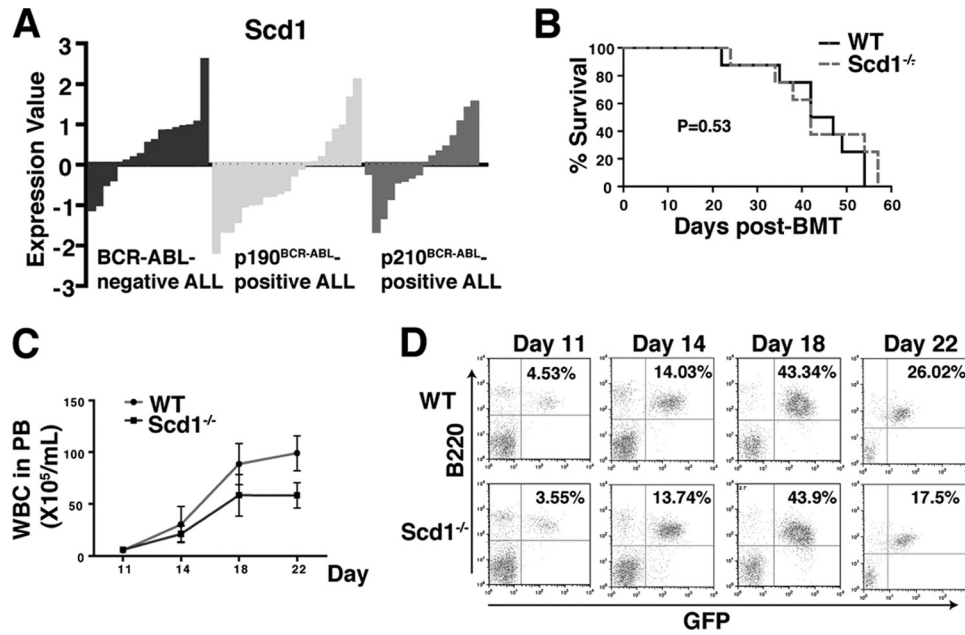 A
Scd1
Expression Value
3
2
1
0
-1
-2
-3
BCR-ABL-
negative ALL
p190BCR-ABL-
positive ALL
p210BCR-ABL-
positive ALL
B
% Survival
100
80
60
40
20
0
P=0.53
WT
Scd1-/-
0 10 20 30 40 50 60
Days post-BMT
C
WBC in PB
(X10⁵/mL)
150
100
50
0
WT
Scd1-/-
11 14 18 22 Day
D
Day 11 Day 14 Day 18 Day 22
WT
4.53% 14.03% 43.34% 26.02%
B220
Scd1-/-
3.55% 13.74% 43.9% 17.5%
GFP